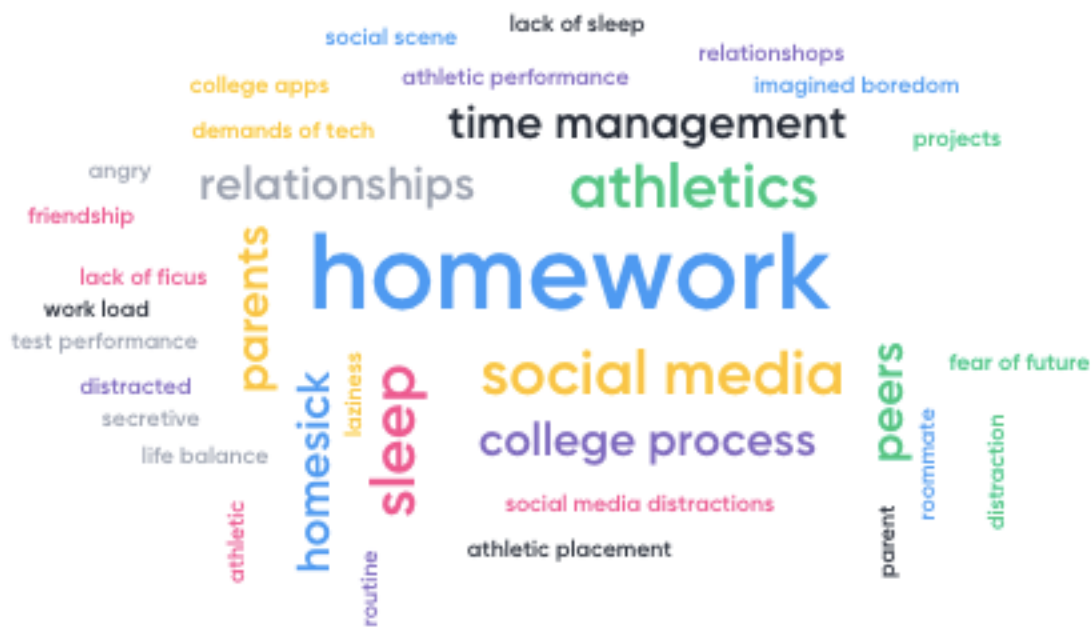 lack of sleep
social scene
relationshops
athletic performance
college apps
imagined boredom
time management
demands of tech
projects
angry
relationships
athletics
friendship
parents
homework
lack of ficus
work load
test performance
social media
peers
fear of future
distracted
homesick
laziness
sleep
secretive
college process
roommate
distraction
life balance
social media distractions
athletic
athletic placement
parent
routine